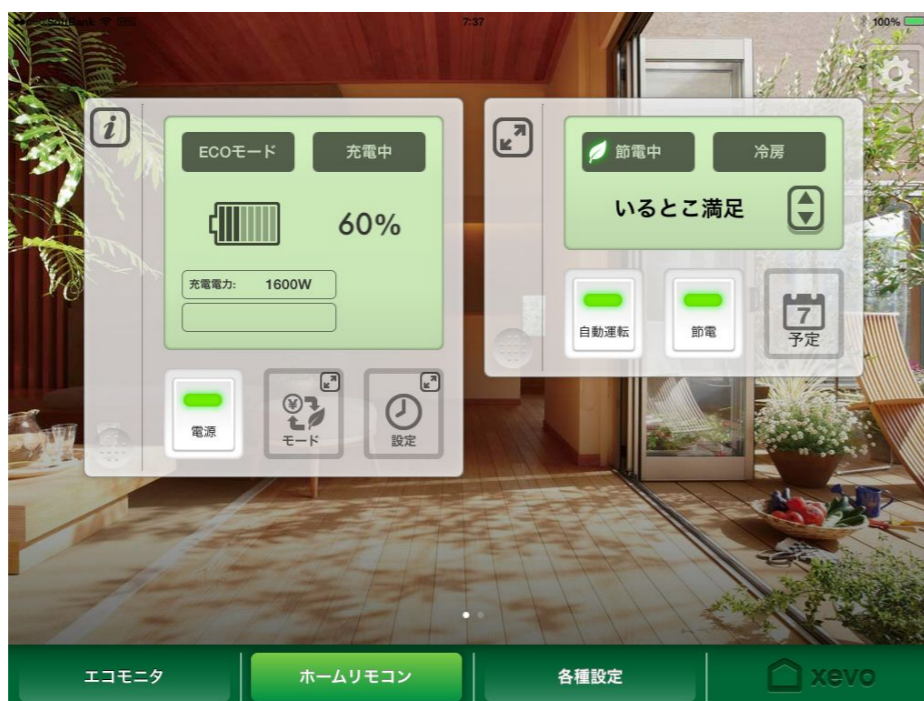 SoftBank
7:37
100%
ECOモード
充電中
60%
充電電力: 1600W
電源
モード
設定
節電中
冷房
いるとこ満足
自動運転
節電
7
予定
エコモニタ
ホームリモコン
各種設定
xevo